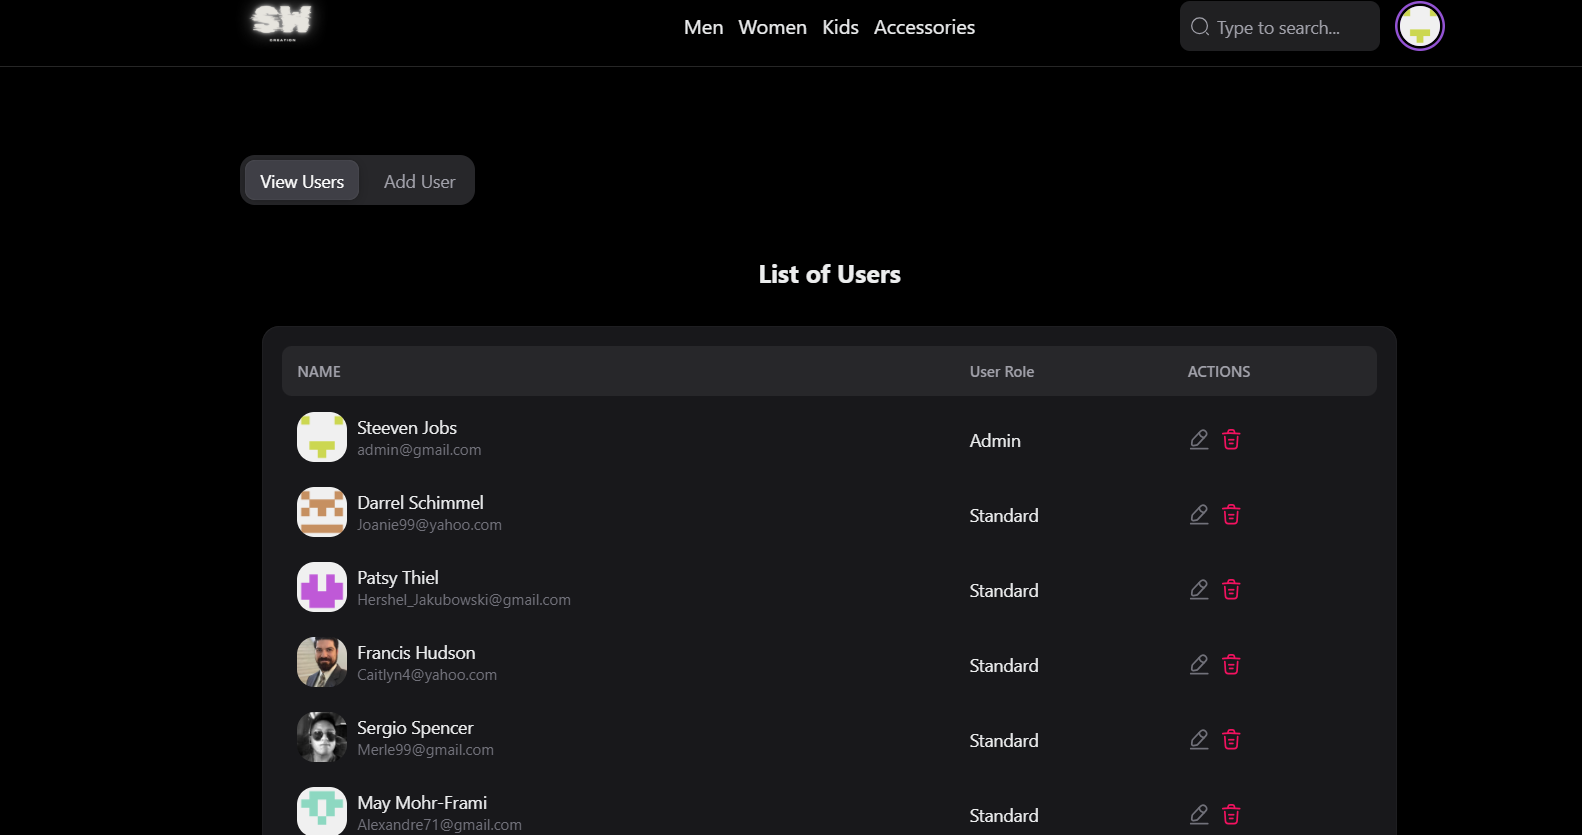 SW
CREATION
Men Women Kids Accessories
Type to search...
View Users Add User
List of Users
NAME User Role ACTIONS
Steeven Jobs
admin@gmail.com
Admin
Darrel Schimmel
Joanie99@yahoo.com
Standard
Patsy Thiel
Hershel_Jakubowski@gmail.com
Standard
Francis Hudson
Caitlyn4@yahoo.com
Standard
Sergio Spencer
Merle99@gmail.com
Standard
May Mohr-Frami
Alexandre71@gmail.com
Standard